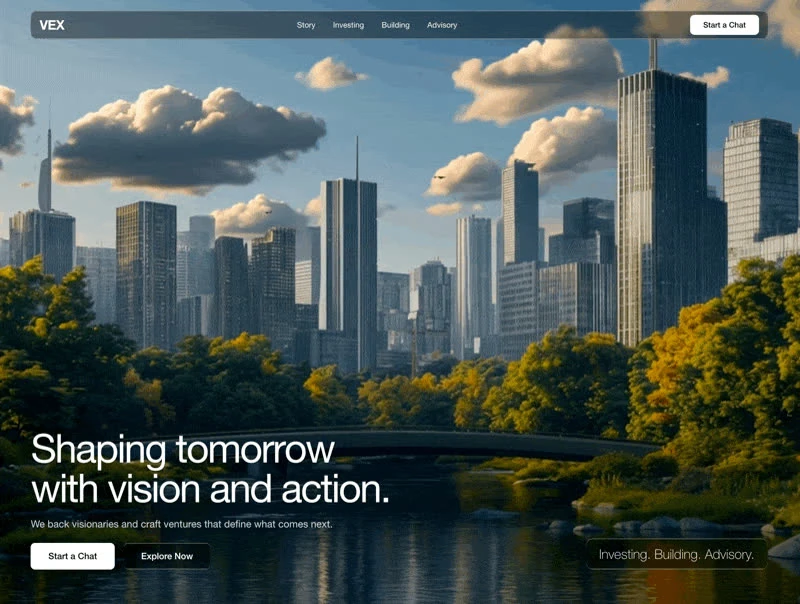 VEX
Story
Investing
Building
Advisory
Start a Chat
Shaping tomorrow
with vision and action.
We back visionaries and craft ventures that define what comes next.
Start a Chat
Explore Now
Investing. Building. Advisory.